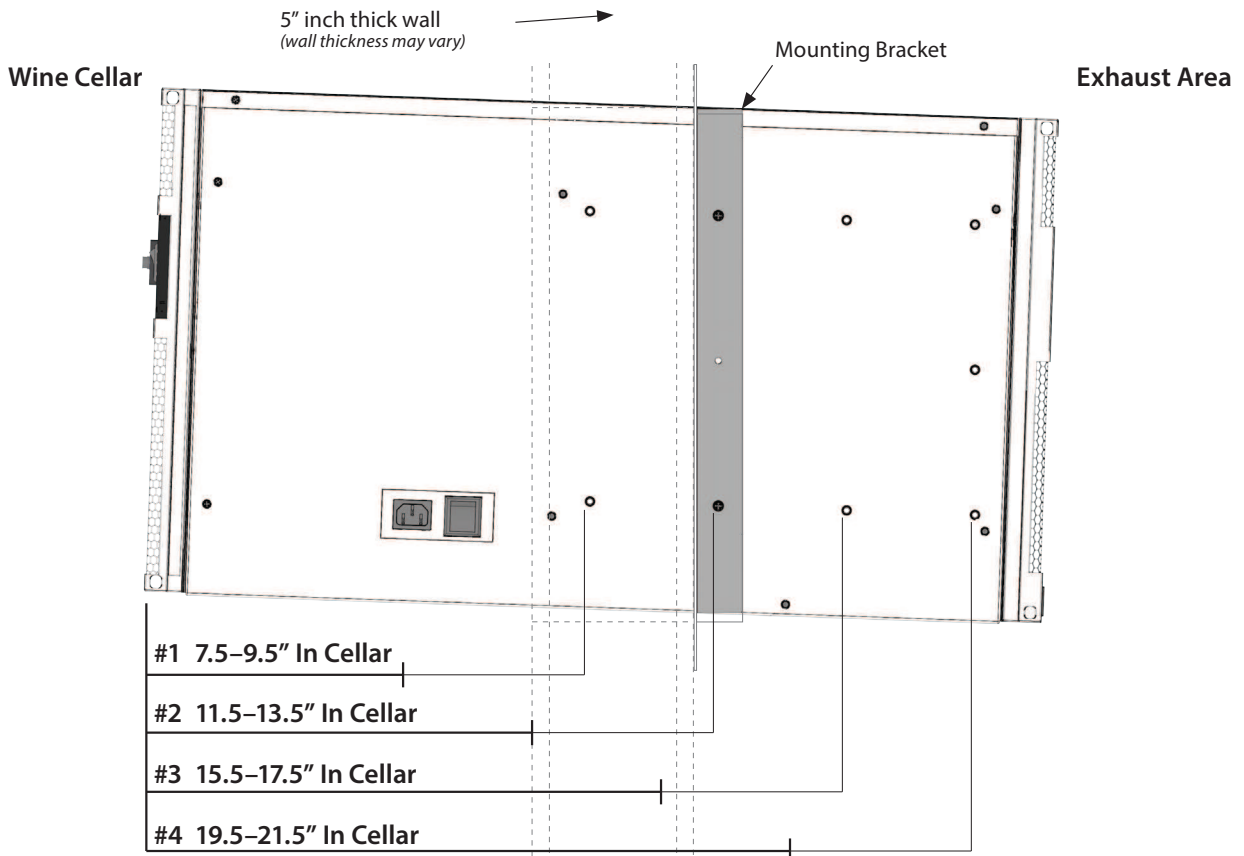 5” inch thick wall
(wall thickness may vary)
Mounting Bracket
Wine Cellar
Exhaust Area
#1 7.5–9.5” In Cellar
#2 11.5–13.5” In Cellar
#3 15.5–17.5” In Cellar
#4 19.5–21.5” In Cellar